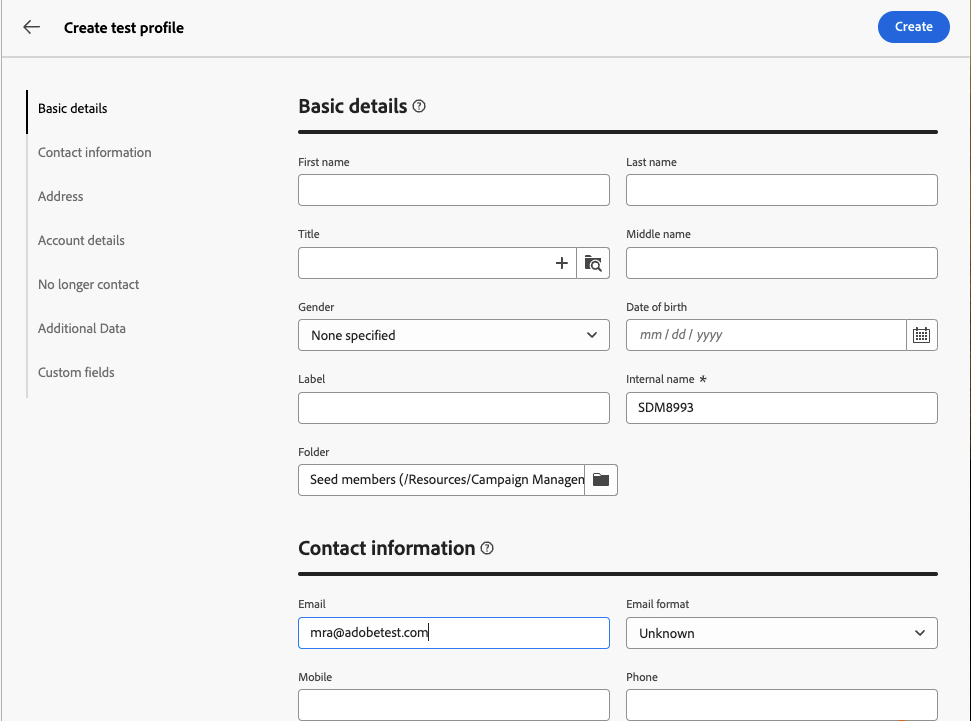 Create test profile
Create
Basic details
Contact information
Address
Account details
No longer contact
Additional Data
Custom fields
Basic details
First name
Last name
Title
Middle name
Gender
None specified
Date of birth
mm / dd / yyyy
Label
Internal name *
SDM8993
Folder
Seed members (/Resources/Campaign Managen
Contact information
Email
mra@adobetest.com
Email format
Unknown
Mobile
Phone